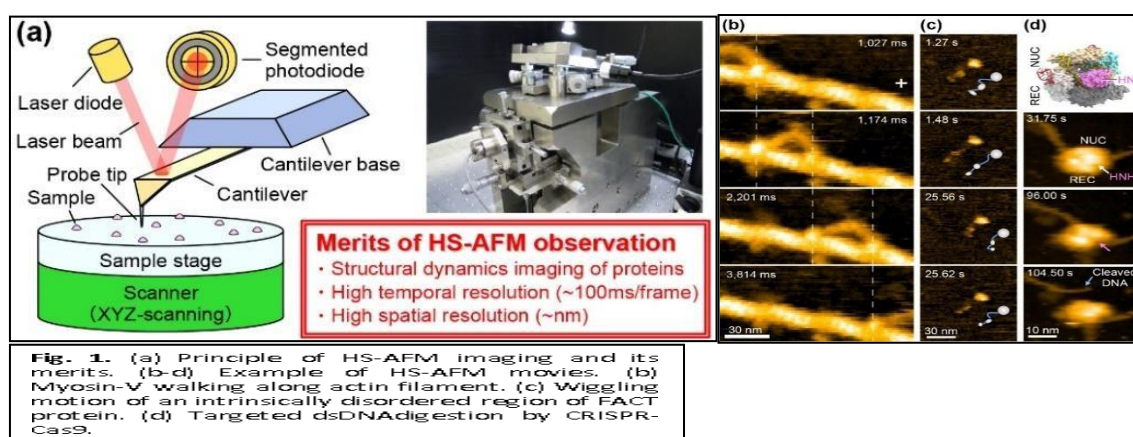 (a)
Laser diode
Segmented
photodiode
Laser beam
Cantilever base
Probe tip
Cantilever
Sample
Sample stage
Scanner
(XYZ-scanning)
Merits of HS-AFM observation
・Structural dynamics imaging of proteins
・High temporal resolution (~100ms/frame)
・High spatial resolution (~nm)
(b)
1,027 ms
1,174 ms
2,201 ms
3,814 ms
30 nm
(c)
1.27 s
1.48 s
25.56 s
25.62 s
30 nm
(d)
NUC
REC
HN
31.75 s
NUC
REC
HNH
96.00 s
104.50 s
Cleaved
DNA
10 nm
Fig. 1. (a) Principle of HS-AFM imaging and its
merits. (b-d) Example of HS-AFM movies. (b)
Myosin-V walking along actin filament. (c) Wiggling
motion of an intrinsically disordered region of FACT
protein. (d) Targeted dsDNAdigestion by CRISPR-
Cas9.